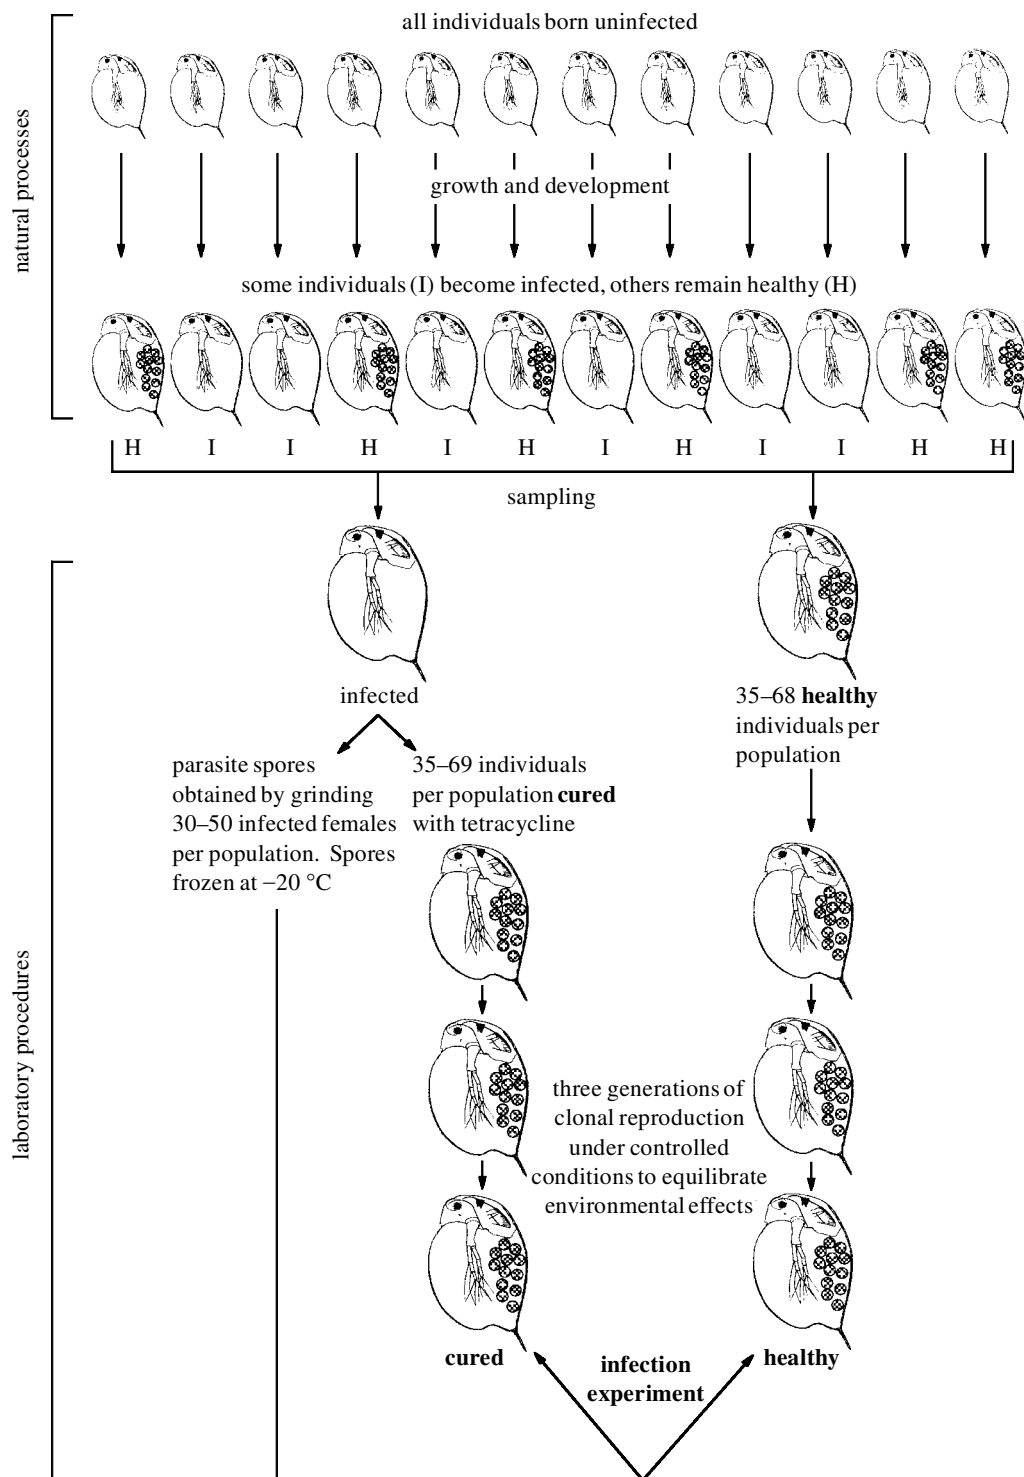 all individuals born uninfected
natural processes
growth and development
some individuals (I) become infected, others remain healthy (H)
H I I H I H I H I I H H
sampling
laboratory procedures
infected
35–68 healthy
individuals per
population
parasite spores
obtained by grinding
30–50 infected females
per population. Spores
frozen at −20 °C
35–69 individuals
per population cured
with tetracycline
three generations of
clonal reproduction
under controlled
conditions to equilibrate
environmental effects
cured
infection
experiment
healthy